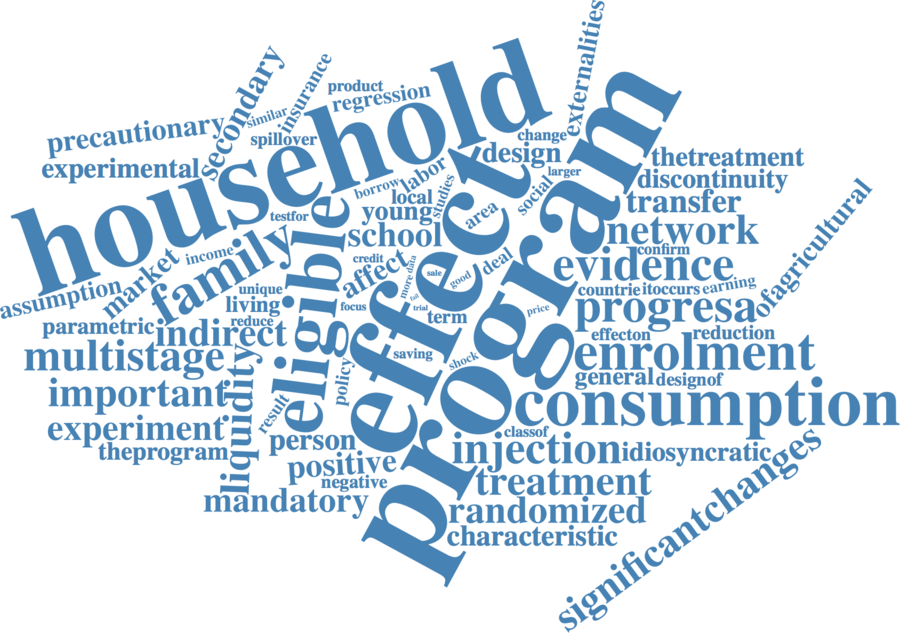 externalities
insurance
product
secondary
regression
similar
household
precautionary
spillover
change
program
experimental
design
thetreatment
labor
larger
borrow
effect
discontinuity
local
studies
social
eligible
transfer
testfor
young
area
ofagricultural
school
network
family
market
income
confirm
credit
affect
more
data
deal
evidence
sale
good
assumption
unique
countrie
itoccurs
earning
living
focus
fail
trial
price
progresa
parametric
reduce
term
indirect
effecton
reduction
multistage
saving
shock
enrolment
liquidity
policy
general
designof
important
consumption
result
experiment
person
classof
theprogram
injection
idiosyncratic
positive
negative
treatment
mandatory
randomized
characteristic
significantchanges